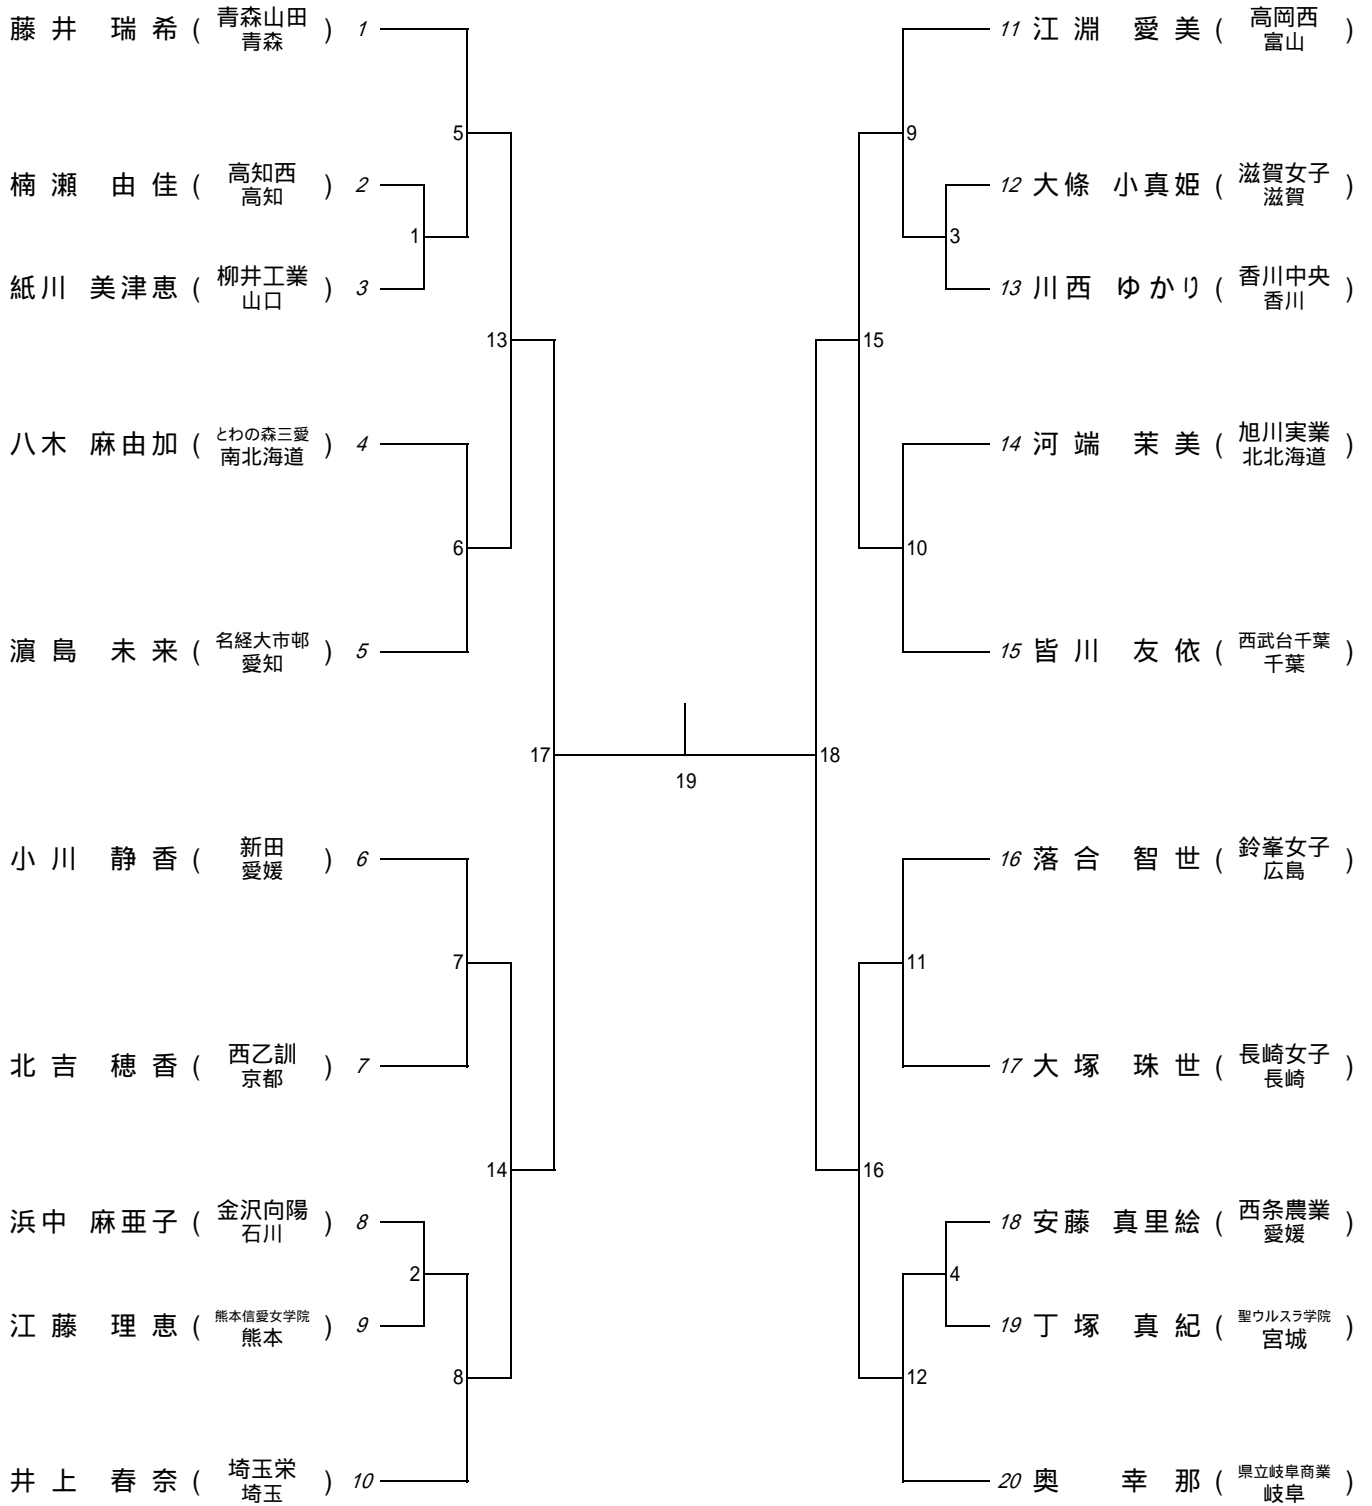 藤井 瑞希 ( 青森山田 青森 ) 1
5
楠瀬 由佳 ( 高知西 高知 ) 2
1
紙川 美津恵 ( 柳井工業 山口 ) 3
13
八木 麻由加 ( とわの森三愛 南北海道 ) 4
6
濵島 未来 ( 名経大市邨 愛知 ) 5
17
小川 静香 ( 新田 愛媛 ) 6
7
北吉 穂香 ( 西乙訓 京都 ) 7
14
浜中 麻亜子 ( 金沢向陽 石川 ) 8
2
江藤 理恵 ( 熊本信愛女学院 熊本 ) 9
8
井上 春奈 ( 埼玉栄 埼玉 ) 10
19
11 江淵 愛美 ( 高岡西 富山 )
9
12 大條 小真姫 ( 滋賀女子 滋賀 )
3
13 川西 ゆかり ( 香川中央 香川 )
15
14 河端 茉美 ( 旭川実業 北北海道 )
10
15 皆川 友依 ( 西武台千葉 千葉 )
18
16 落合 智世 ( 鈴峯女子 広島 )
11
17 大塚 珠世 ( 長崎女子 長崎 )
16
18 安藤 真里絵 ( 西条農業 愛媛 )
4
19 丁塚 真紀 ( 聖ウルスラ学院 宮城 )
12
20 奥 幸那 ( 県立岐阜商業 岐阜 )